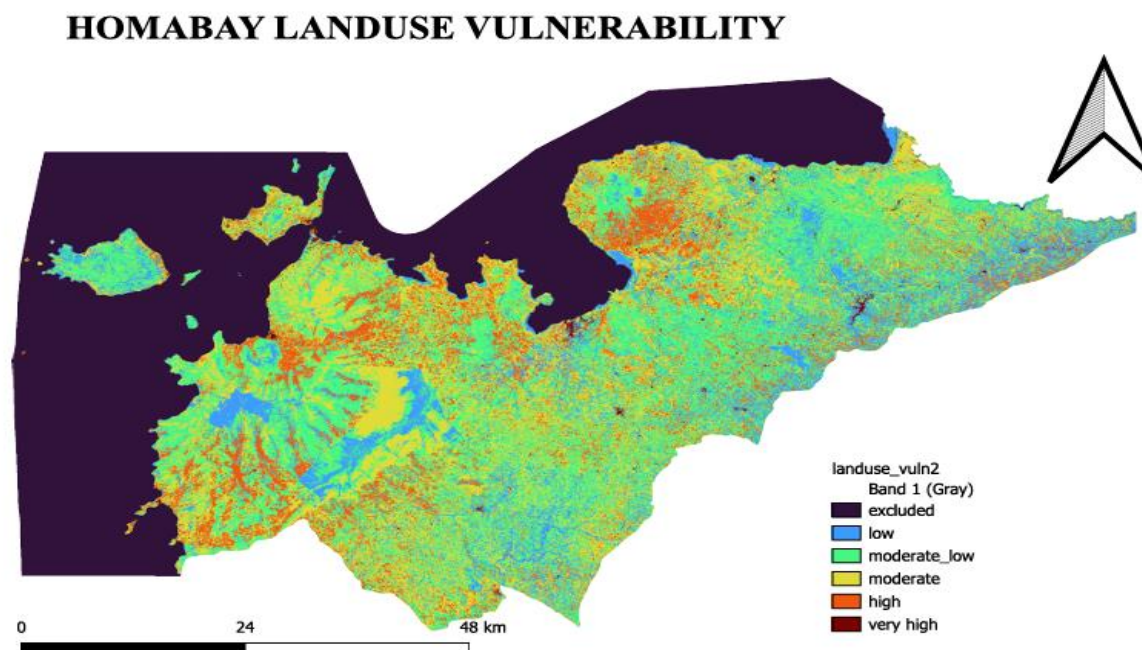 HOMABAY LANDUSE VULNERABILITY
landuse_vuln2
Band 1 (Gray)
excluded
low
moderate_low
moderate
high
very high
0 24 48 km